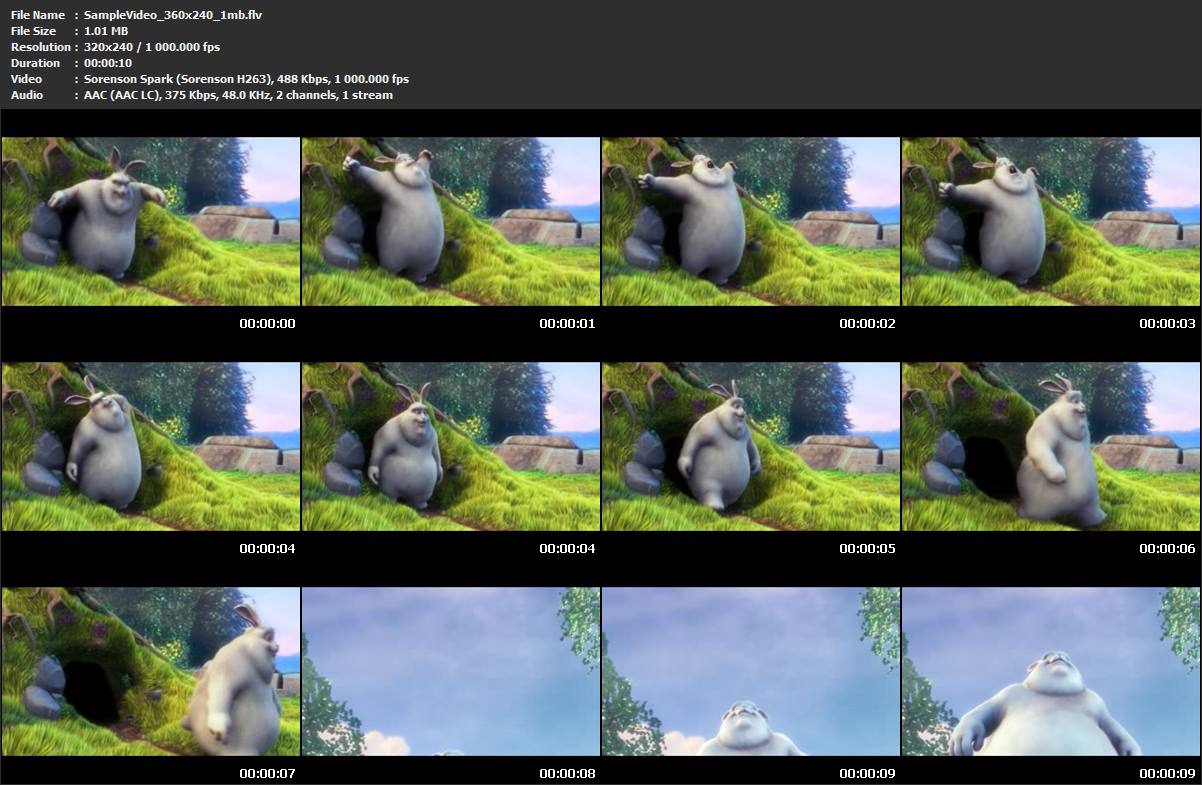 File Name : SampleVideo_360x240_1mb.flv
File Size : 1.01 MB
Resolution : 320x240 / 1 000.000 fps
Duration : 00:00:10
Video : Sorenson Spark (Sorenson H263), 488 Kbps, 1 000.000 fps
Audio : AAC (AAC LC), 375 Kbps, 48.0 KHz, 2 channels, 1 stream
00:00:00 00:00:01 00:00:02 00:00:03
00:00:04 00:00:04 00:00:05 00:00:06
00:00:07 00:00:08 00:00:09 00:00:09